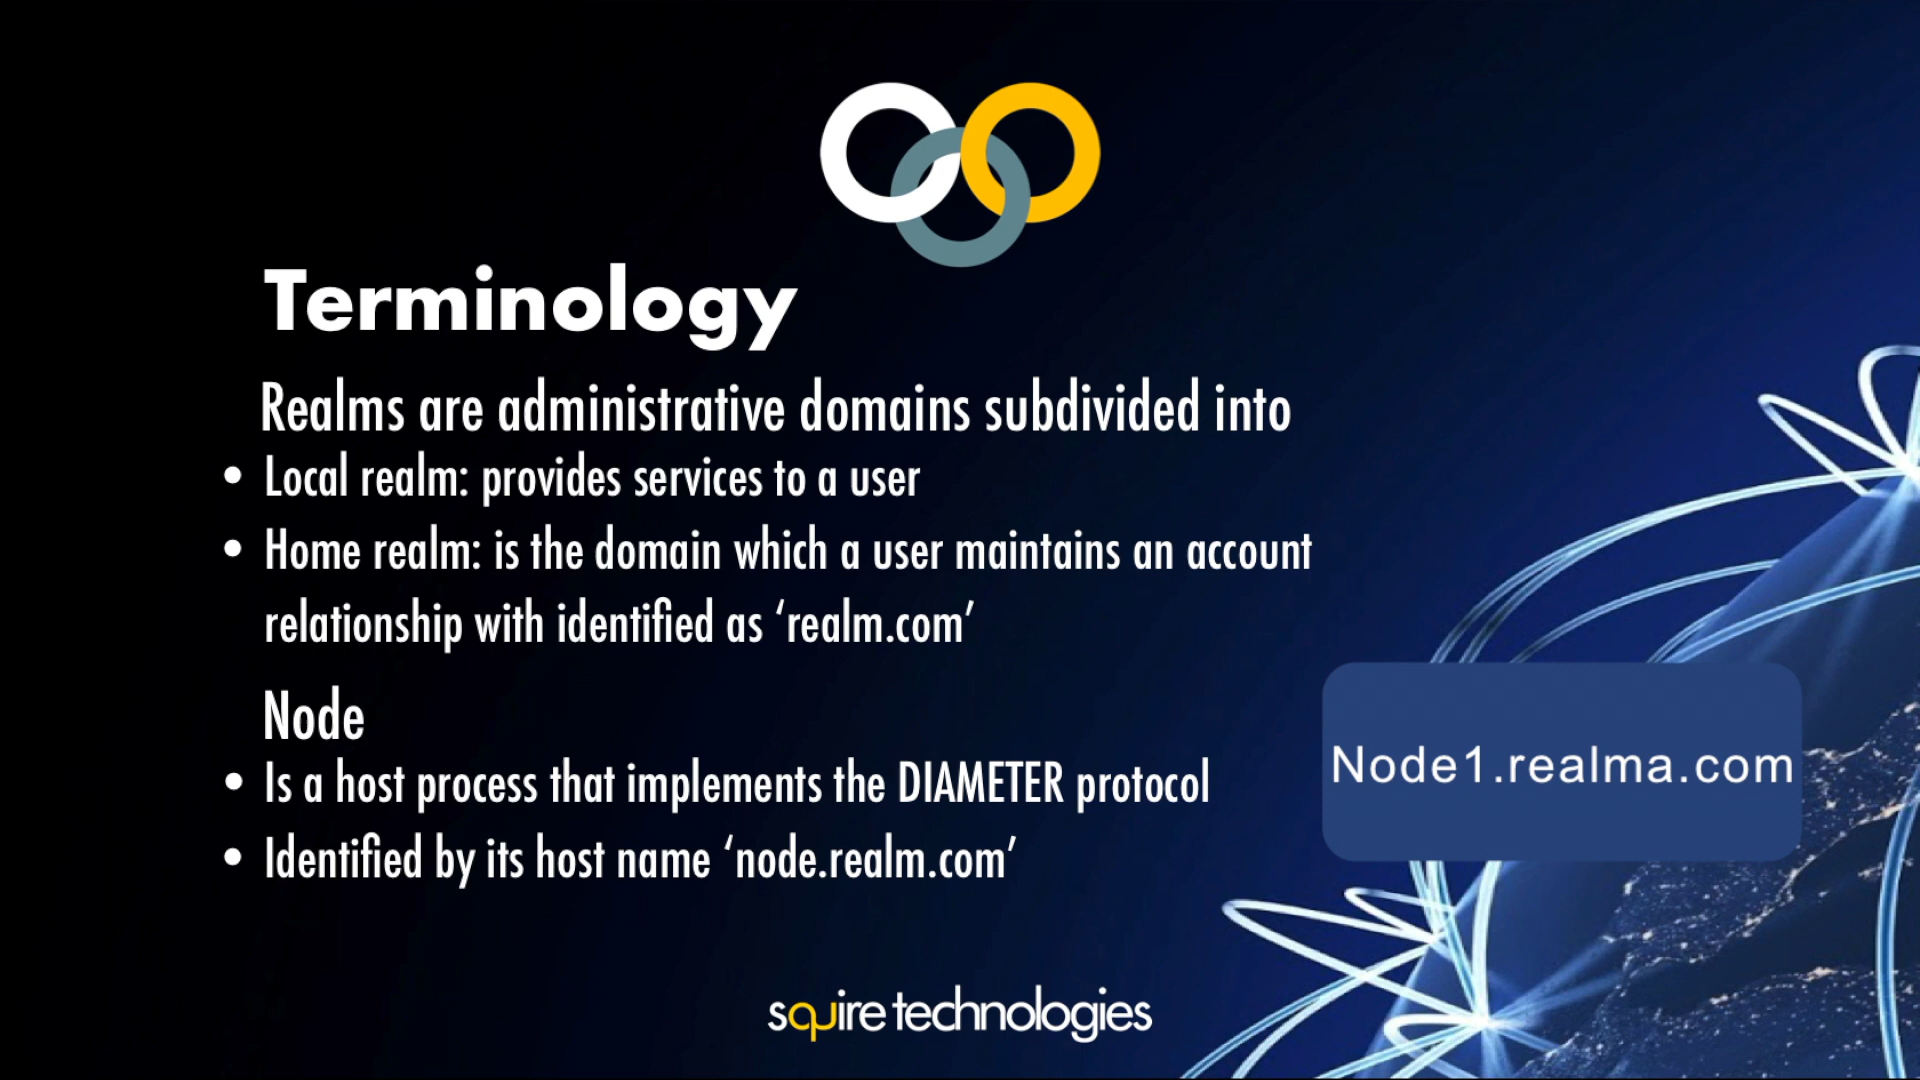 Terminology
Realms are administrative domains subdivided into
• Local realm: provides services to a user
• Home realm: is the domain which a user maintains an account
relationship with identified as ‘realm.com’
Node
• Is a host process that implements the DIAMETER protocol
• Identified by its host name ‘node.realm.com’
Node1.realma.com
squire technologies